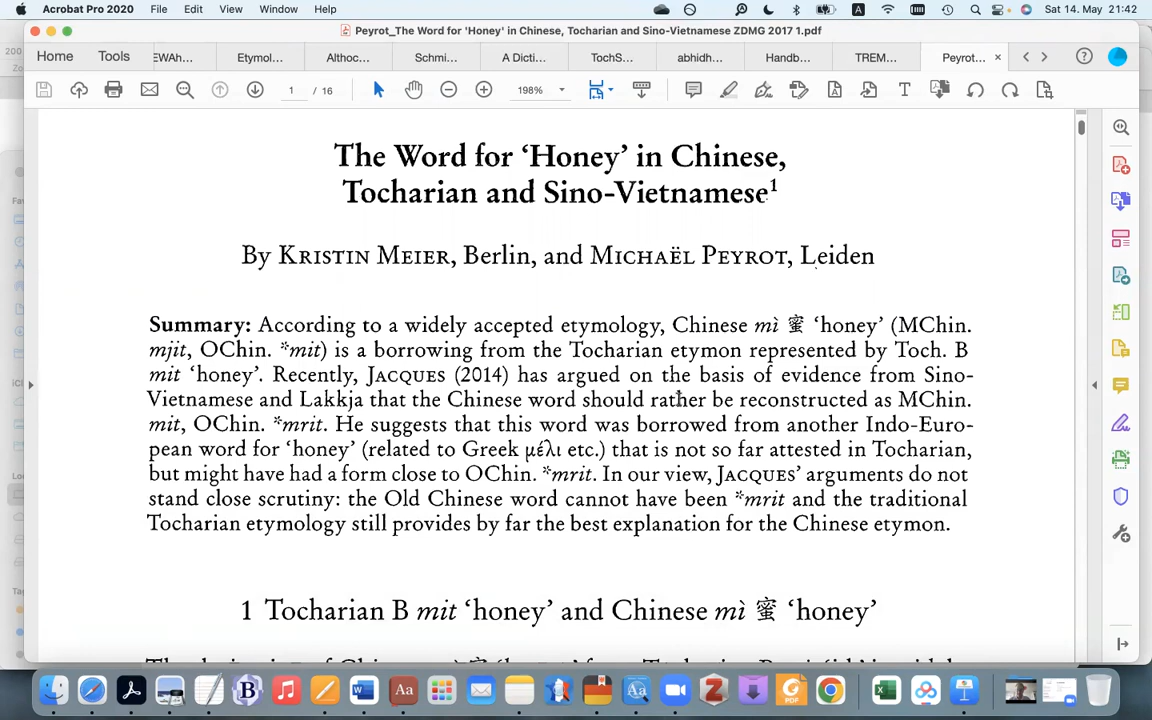 Acrobat Pro 2020 File Edit View Window Help
A
Sat 14. May 21:42
Peyrot_The Word for 'Honey' in Chinese, Tocharian and Sino-Vietnamese ZDMG 2017 1.pdf
Home Tools EWAh... Etymol... Althoc... Schmi... A Dicti... TochS... abhidh... Handb... TREM... Peyrot... ×
1 / 16 198%
The Word for ‘Honey’ in Chinese,
Tocharian and Sino-Vietnamese¹
By Kristin Meier, Berlin, and Michaël Peyrot, Leiden
Summary: According to a widely accepted etymology, Chinese mì 蜜 ‘honey’ (MChin.
mjit, OChin. *mit) is a borrowing from the Tocharian etymon represented by Toch. B
mit ‘honey’. Recently, Jacques (2014) has argued on the basis of evidence from Sino-
Vietnamese and Lakkja that the Chinese word should rather be reconstructed as MChin.
mit, OChin. *mrit. He suggests that this word was borrowed from another Indo-Euro-
pean word for ‘honey’ (related to Greek μέλι etc.) that is not so far attested in Tocharian,
but might have had a form close to OChin. *mrit. In our view, Jacques’ arguments do not
stand close scrutiny: the Old Chinese word cannot have been *mrit and the traditional
Tocharian etymology still provides by far the best explanation for the Chinese etymon.
1 Tocharian B mit ‘honey’ and Chinese mì 蜜 ‘honey’